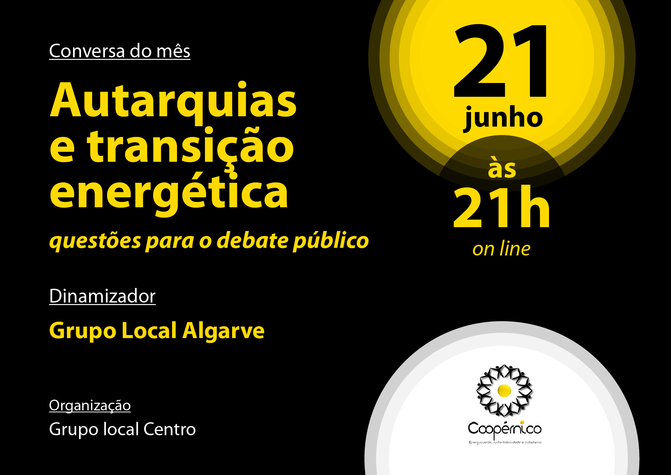 Conversa do mês
Autarquias
e transição
energética
questões para o debate público
Dinamizador
Grupo Local Algarve
Organização
Grupo local Centro
21
junho
às
21h
on line
Coopérnico